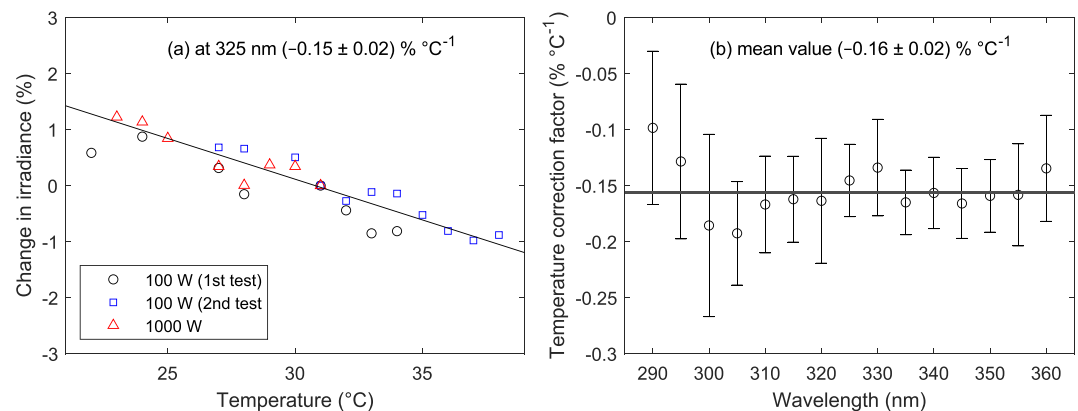 (a) at 325 nm (−0.15 ± 0.02) % °C-1
Change in irradiance (%)
3
2
1
0
-1
-2
-3
100 W (1st test)
100 W (2nd test
1000 W
25
30
35
Temperature (°C)
(b) mean value (−0.16 ± 0.02) % °C-1
Temperature correction factor (% °C-1)
0
-0.05
-0.1
-0.15
-0.2
-0.25
-0.3
290
300
310
320
330
340
350
360
Wavelength (nm)